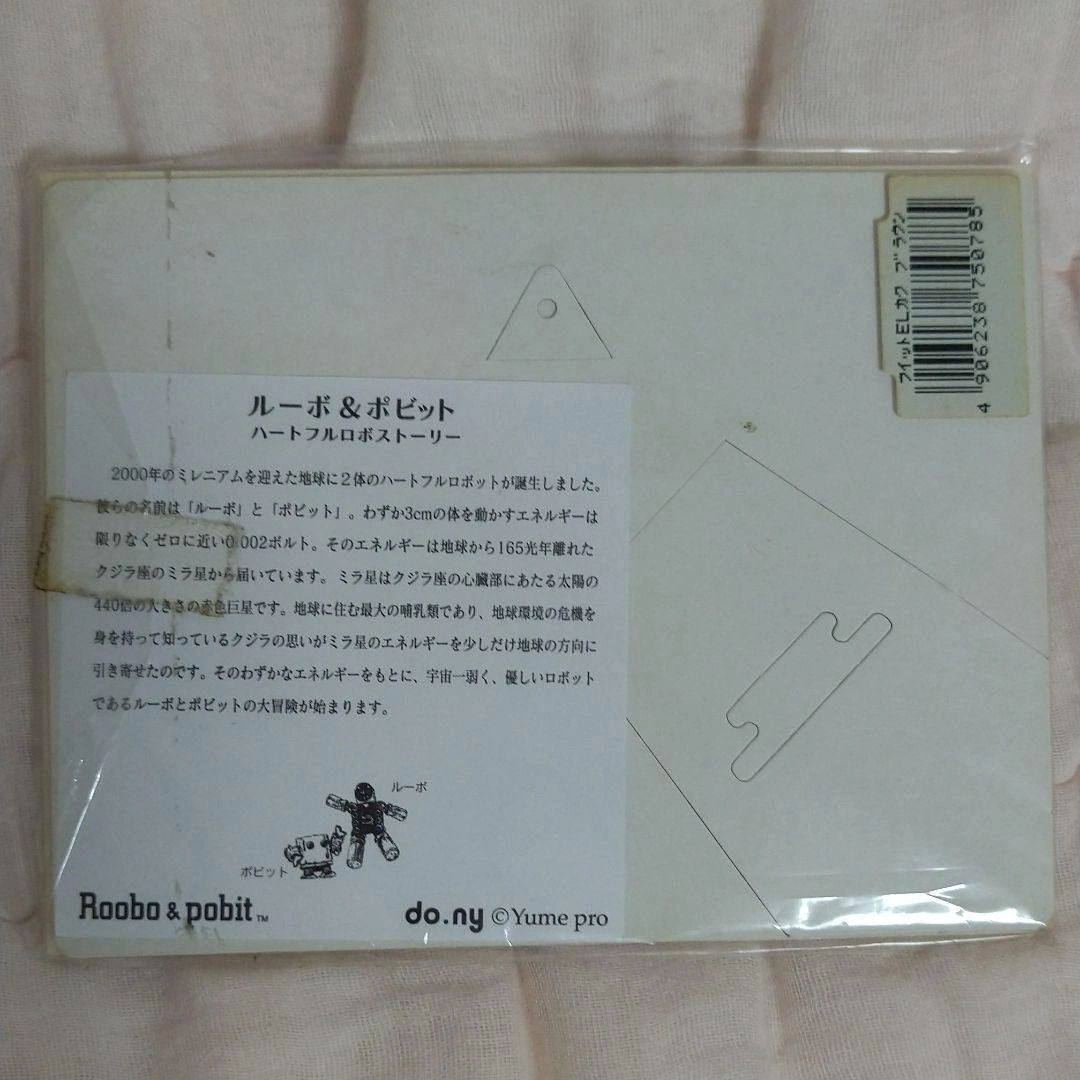 ルーボ&ポビット
ハートフルロボストーリー
2000年のミレニアムを迎えた地球に2体のハートフルロボットが誕生しました。
彼らの名前は「ルーボ」と「ポビット」。わずか3cmの体を動かすエネルギーは
限りなくゼロに近い0.002ボルト。そのエネルギーは地球から165光年離れた
クジラ座のミラ星から届いています。ミラ星はクジラ座の心臓部にあたる太陽の
440倍の大きさの赤色巨星です。地球に住む最大の哺乳類であり、地球環境の危機を
身を持って知っているクジラの思いがミラ星のエネルギーを少しだけ地球の方向に
引き寄せたのです。そのわずかなエネルギーをもとに、宇宙一弱く、優しいロボット
であるルーボとポビットの大冒険が始まります。
ルーボ
ポビット
Roobo & pobit™
do.ny ©Yume pro
フイットELカク ブラウン
4 906238 750785